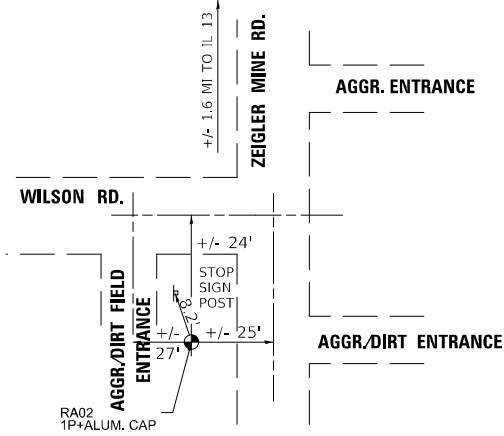 +/- 1.6 MI TO IL 13
ZEIGLER MINE RD.
AGGR. ENTRANCE
WILSON RD.
+/- 24'
STOP
SIGN
POST
8.2'
AGGR./DIRT FIELD
ENTRANCE
+/-
27'
+/- 25'
AGGR./DIRT ENTRANCE
RA02
1P+ALUM. CAP